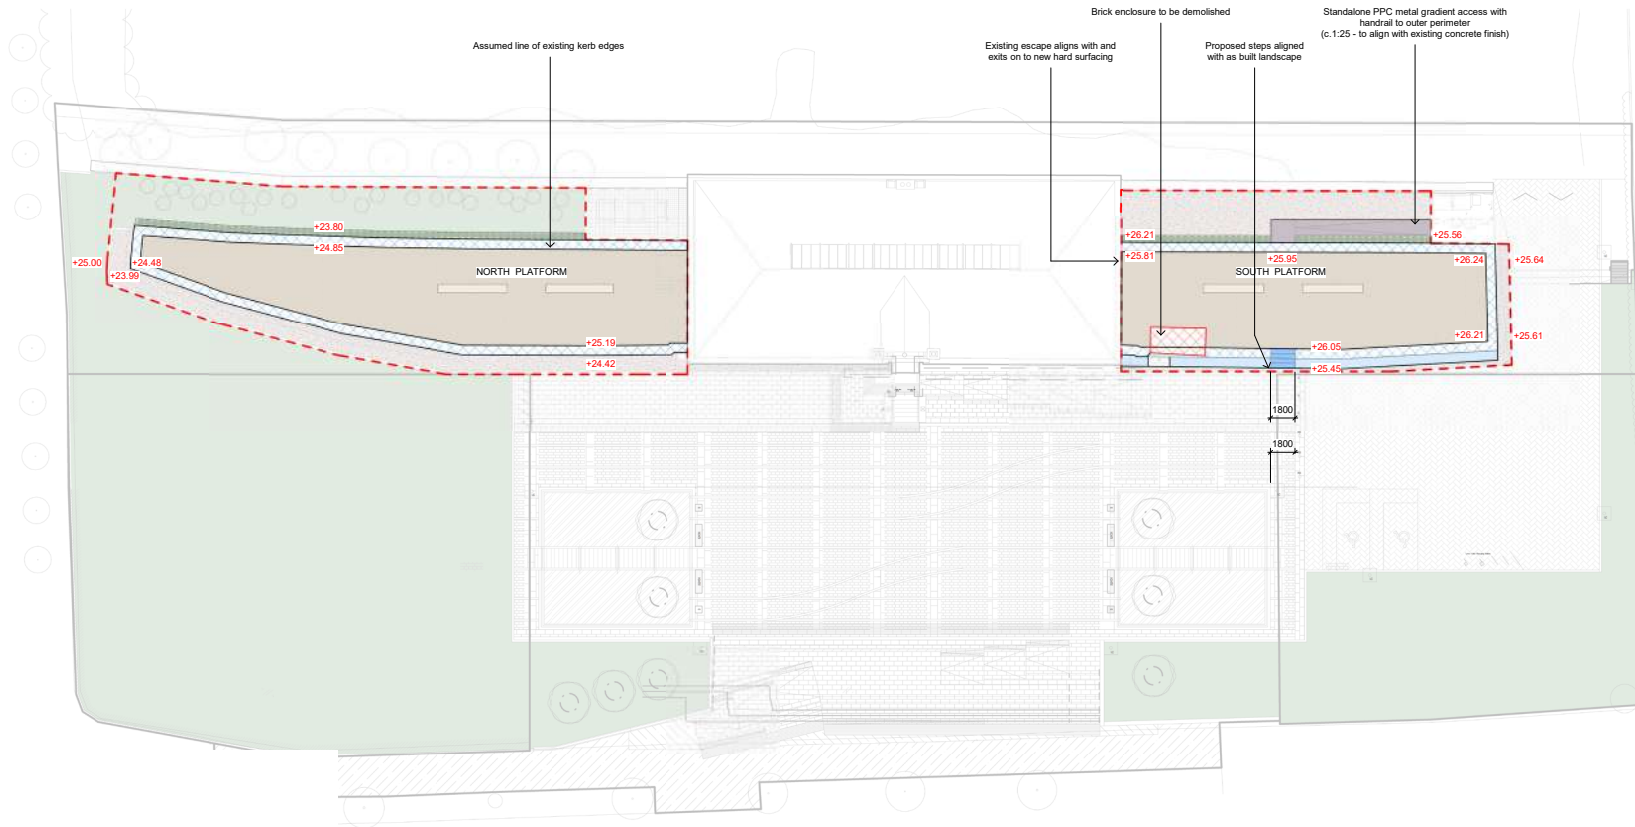 Brick enclosure to be demolished
Standalone PPC metal gradient access with
handrail to outer perimeter
(c.1:25 - to align with existing concrete finish)
Assumed line of existing kerb edges
Existing escape aligns with and
exits on to new hard surfacing
Proposed steps aligned
with as built landscape
+23.80
+24.85
+25.00
+24.48
+23.99
NORTH PLATFORM
+25.19
+24.42
+26.21
+25.81
+25.95
SOUTH PLATFORM
+25.56
+26.24
+25.64
+26.21
+25.61
+26.05
+25.45
1800
1800